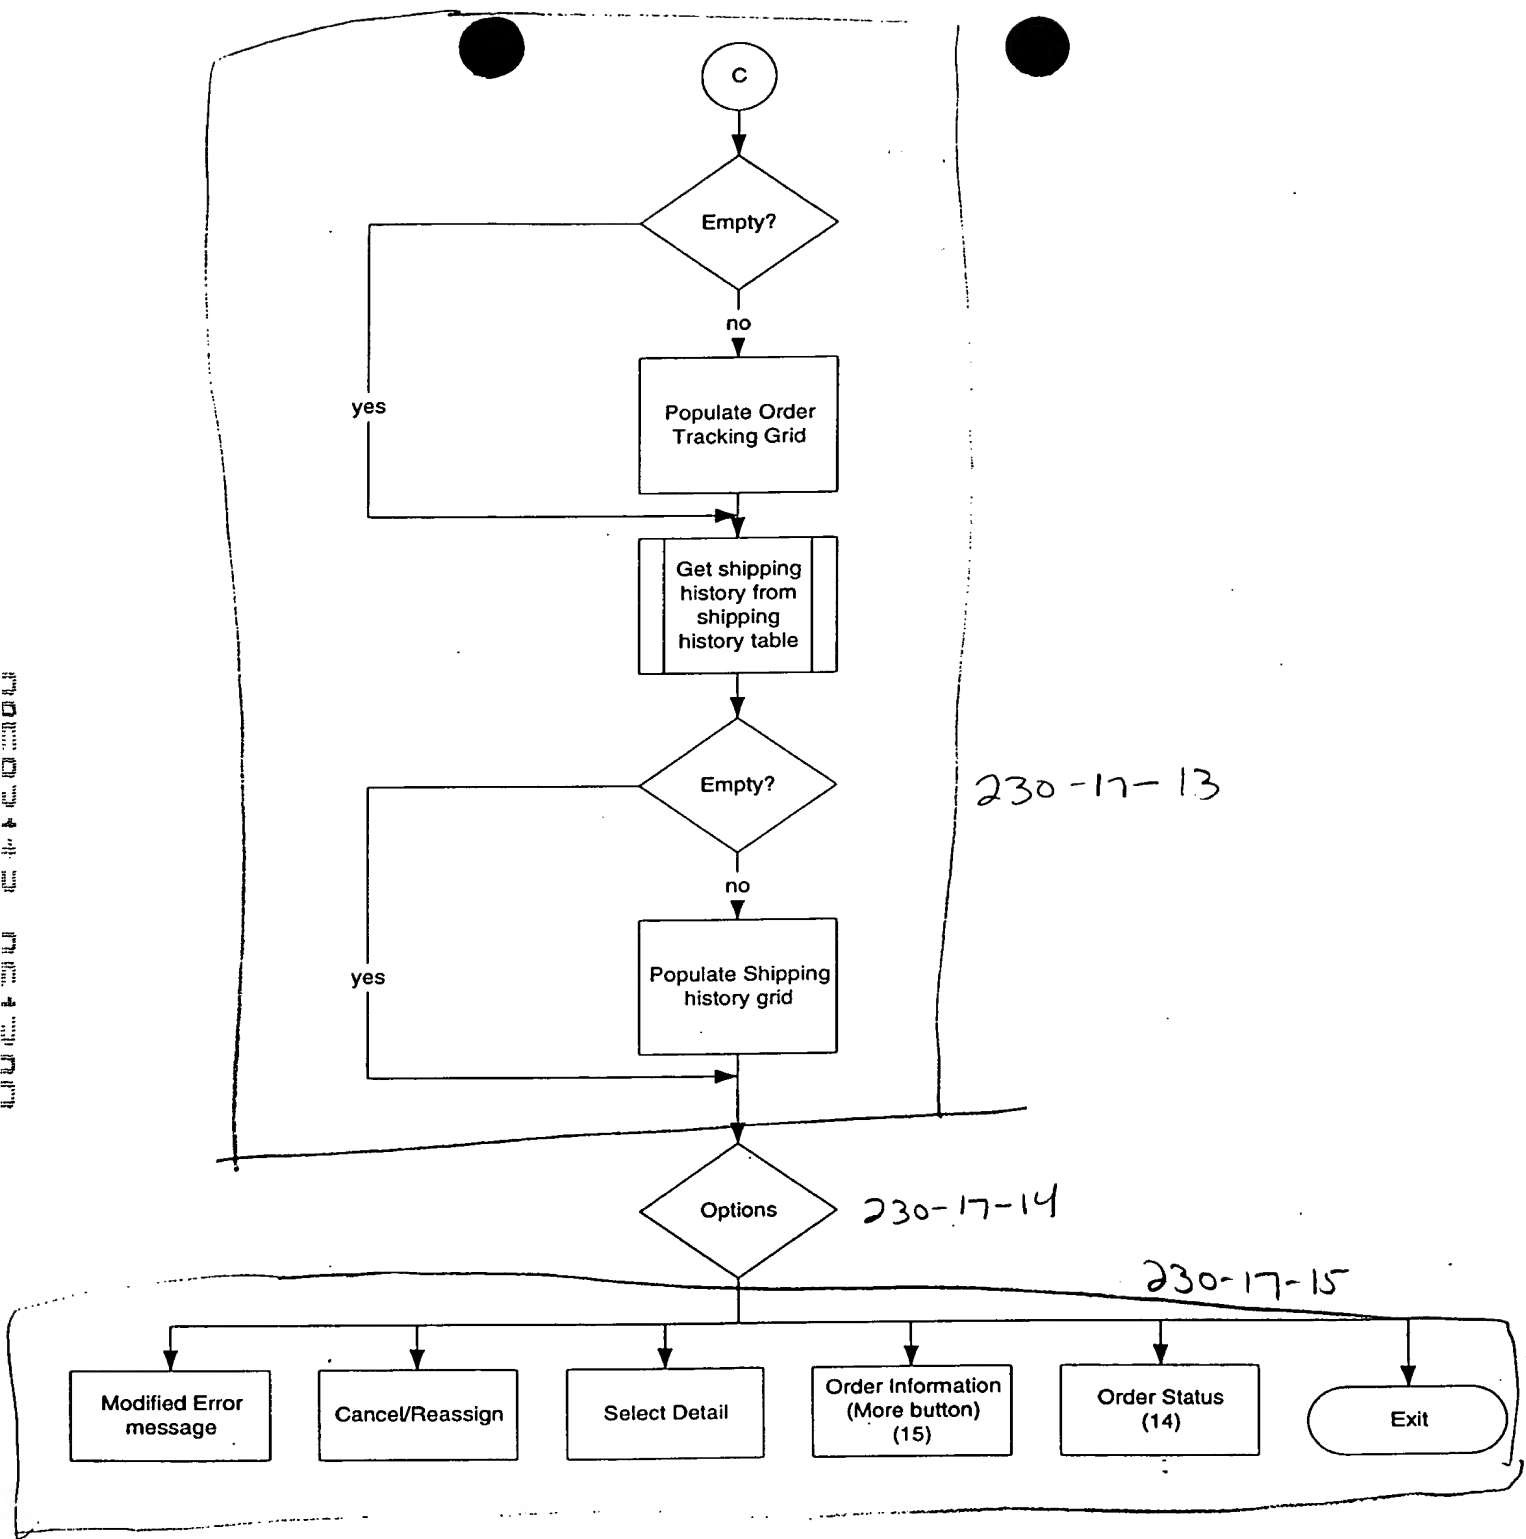 C
Empty?
no
yes
Populate Order
Tracking Grid
Get shipping
history from
shipping
history table
Empty?
230-17-13
no
yes
Populate Shipping
history grid
Options
230-17-14
230-17-15
Modified Error
message
Cancel/Reassign
Select Detail
Order Information
(More button)
(15)
Order Status
(14)
Exit